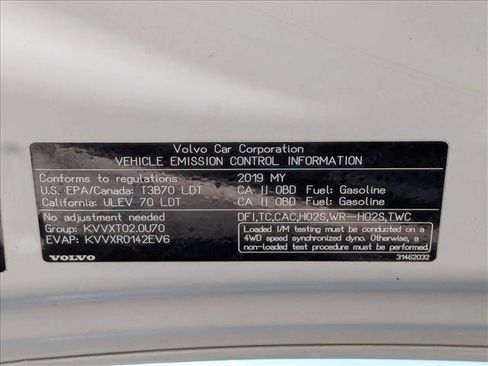 Volvo Car Corporation
VEHICLE EMISSION CONTROL INFORMATION
Conforms to regulations 2019 MY
U.S. EPA/Canada: T3B70 LDT CA II-OBD Fuel: Gasoline
California: ULEV 70 LDT CA II OBD Fuel: Gasoline
No adjustment needed DFI,TC,CAC,HO2S,WR-HO2S,TWC
Group: KVVXT02.0U70
EVAP: KVVXR0142EV6
Loaded I/M testing must be conducted on a
4WD speed synchronized dyno. Otherwise, a
non-loaded test procedure must be performed.
VOLVO 31462032